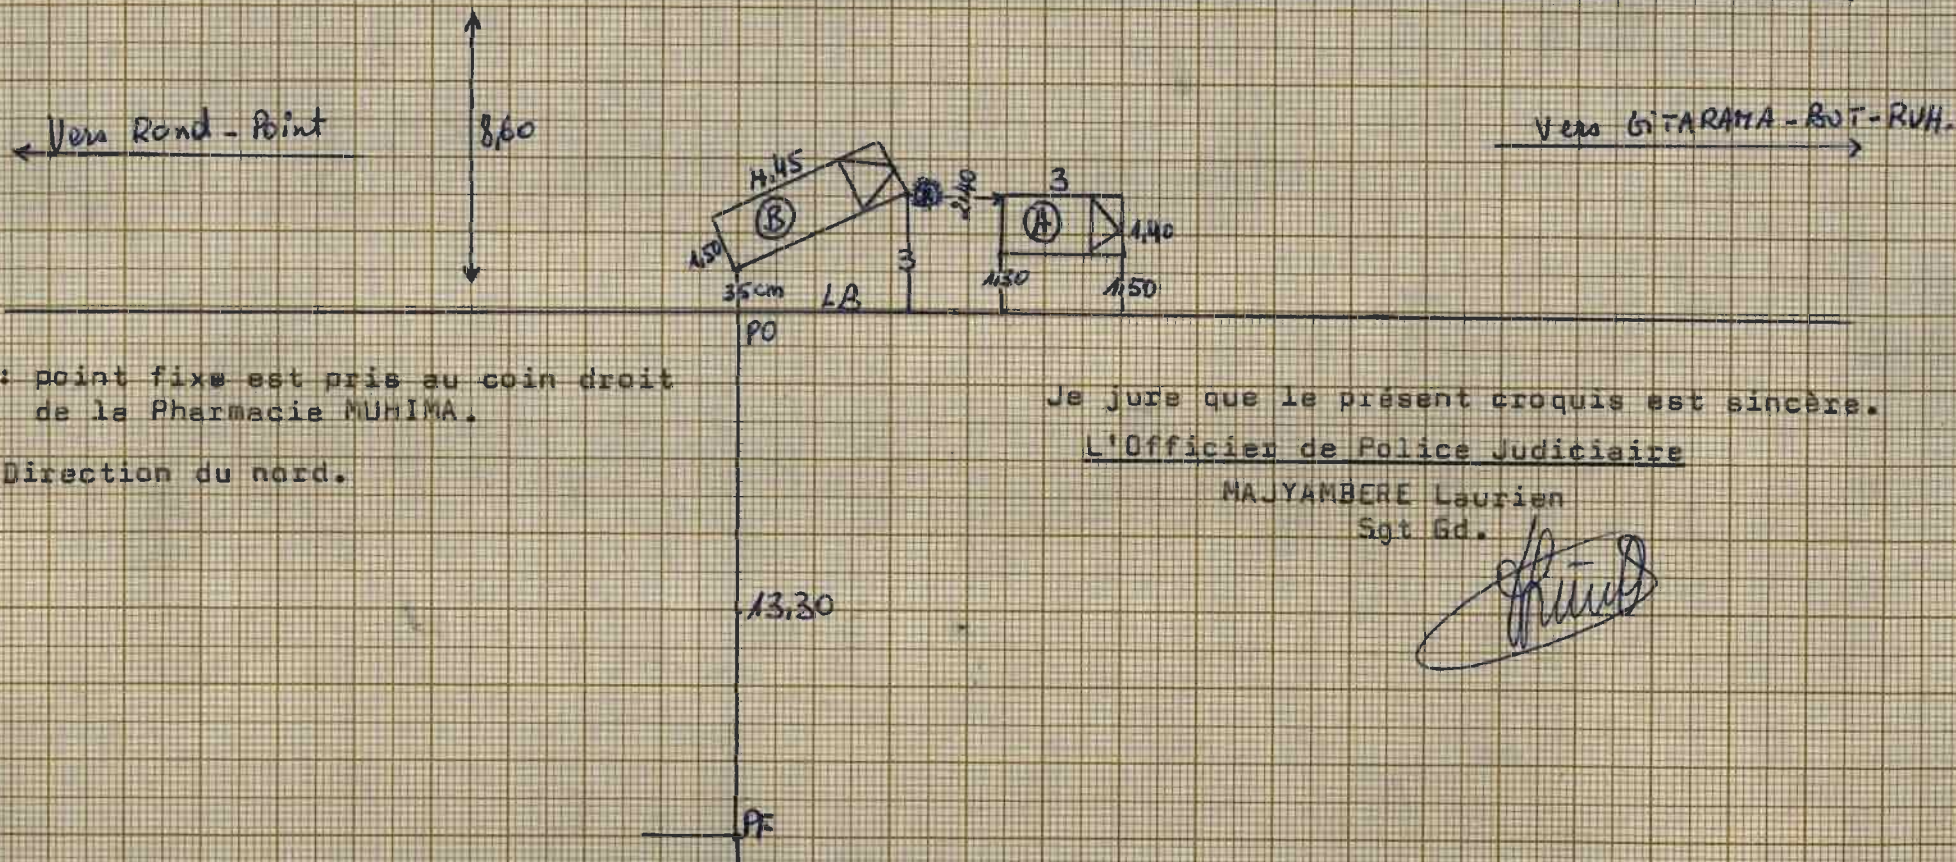 Vers Rond-Point
8,60
Vers GITARAMA-BUT-RUH.
4,45
B
1,50
35cm
LB
3
2,40
3
A
1,40
1,30
1,50
PO
: point fixe est pris au coin droit
de la Pharmacie MUHIMA.
Direction du nord.
Je jure que le présent croquis est sincère.
L'Officier de Police Judiciaire
MAJYAMBERE Laurien
Sgt Gd.
13,30
PF